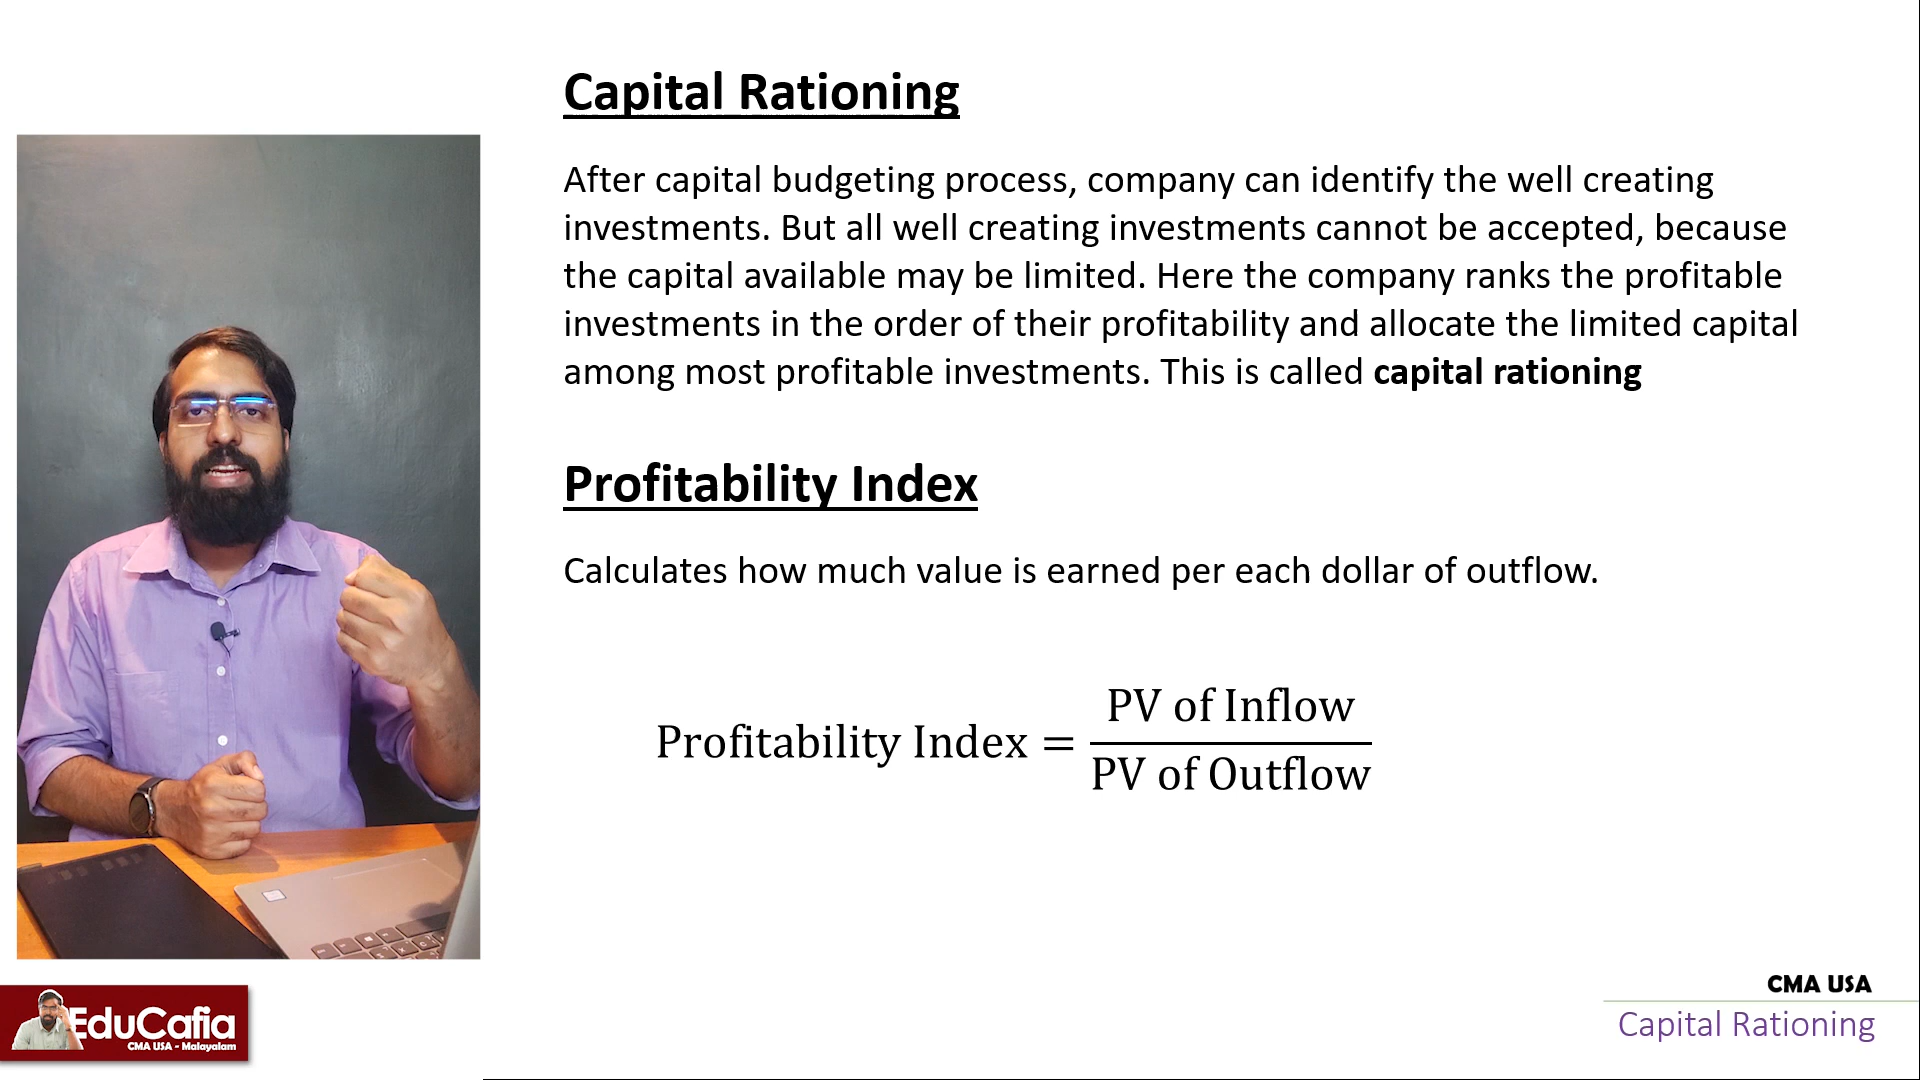 Capital Rationing
After capital budgeting process, company can identify the well creating
investments. But all well creating investments cannot be accepted, because
the capital available may be limited. Here the company ranks the profitable
investments in the order of their profitability and allocate the limited capital
among most profitable investments. This is called capital rationing
Profitability Index
Calculates how much value is earned per each dollar of outflow.
Profitability Index = PV of Inflow / PV of Outflow
EduCafia
CMA USA - Malayalam
CMA USA
Capital Rationing